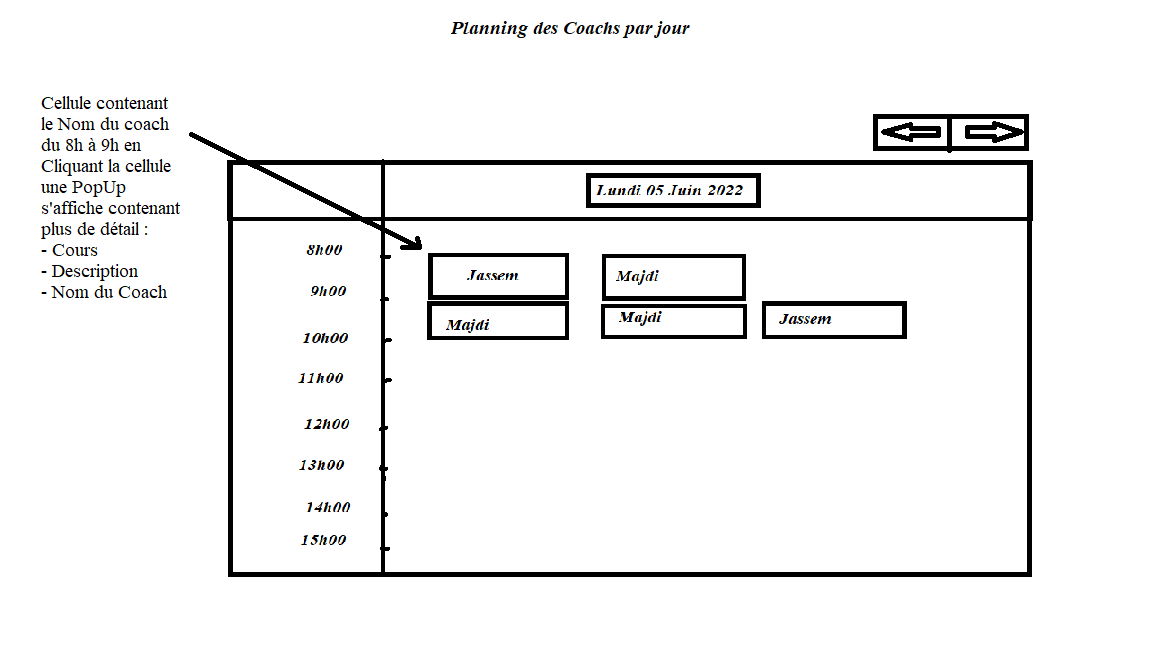 Planning des Coachs par jour
Cellule contenant
le Nom du coach
du 8h à 9h en
Cliquant la cellule
une PopUp
s'affiche contenant
plus de détail :
- Cours
- Description
- Nom du Coach
Lundi 05 Juin 2022
8h00
Jassem
Majdi
9h00
Majdi
Majdi
Jassem
10h00
11h00
12h00
13h00
14h00
15h00